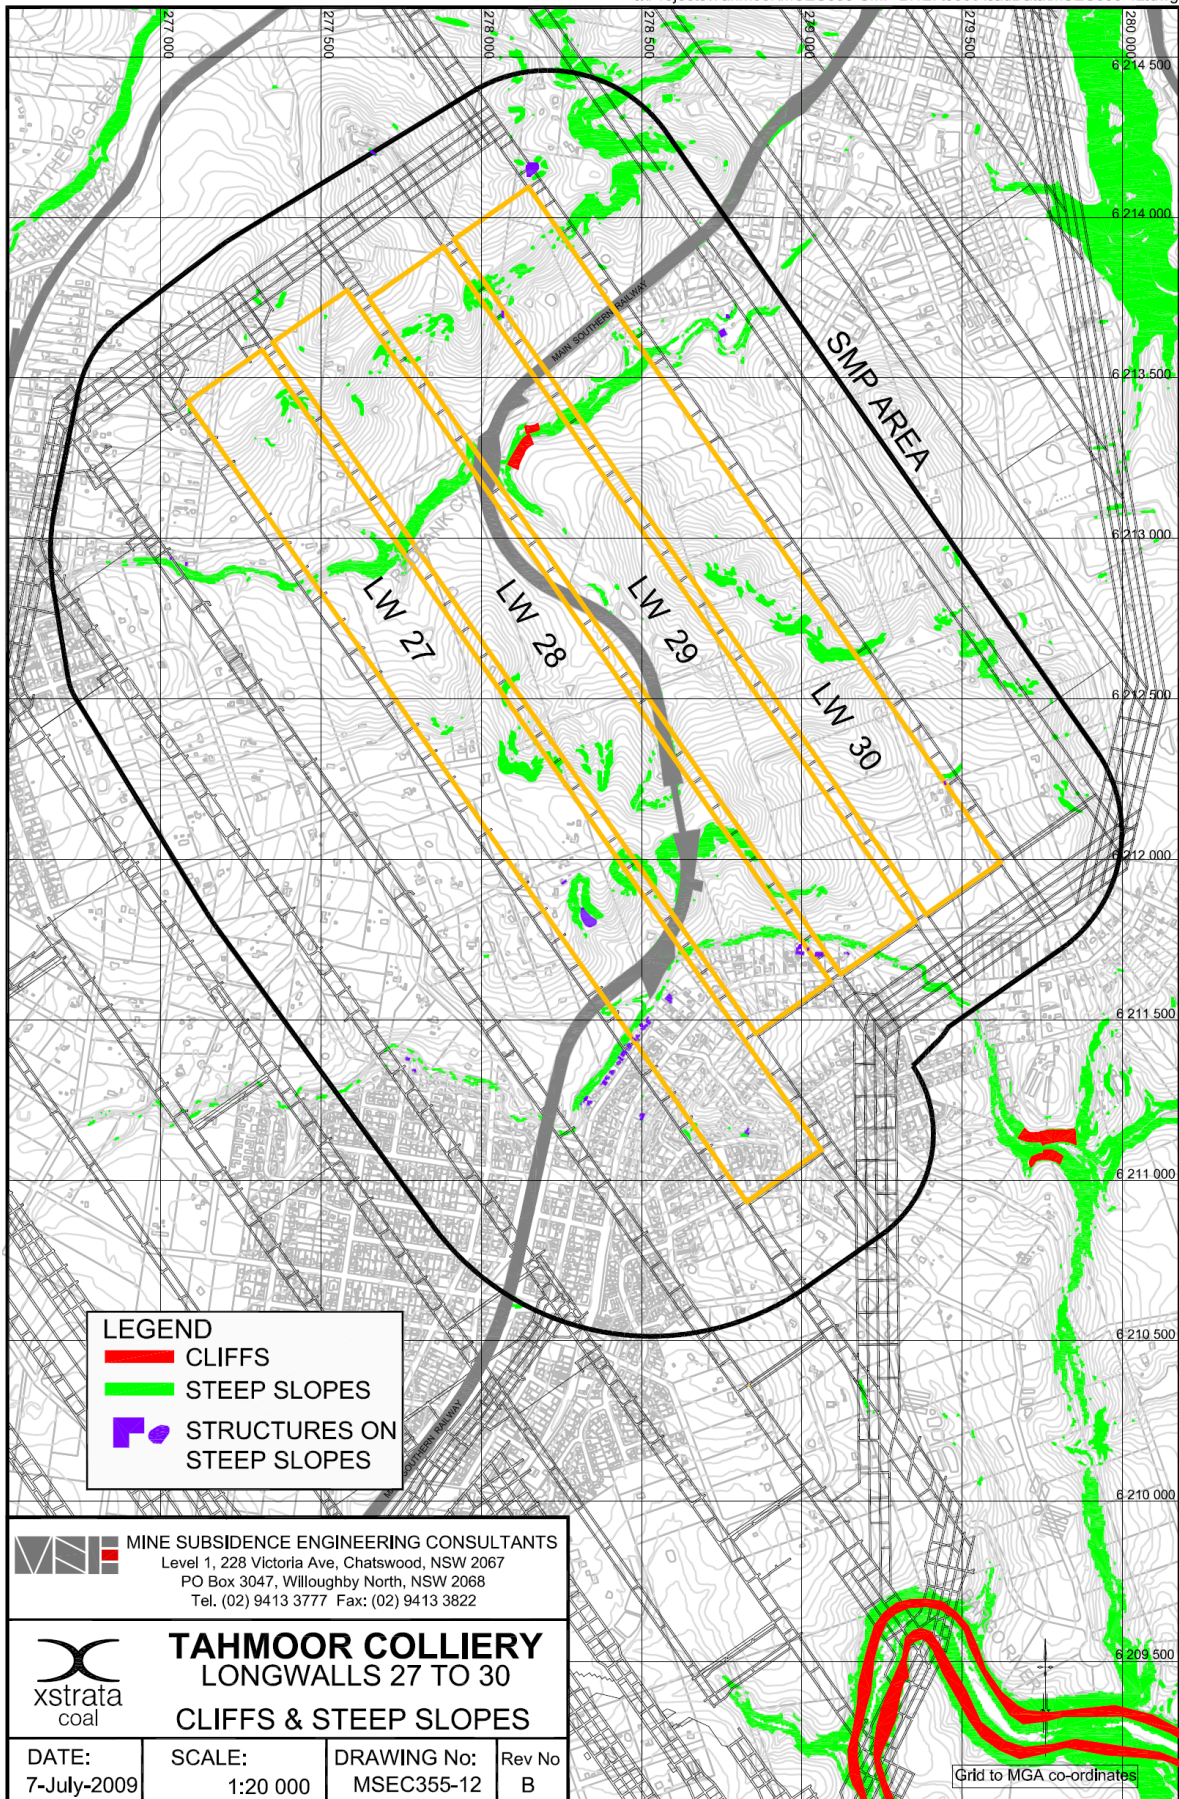 277 000
277 500
278 000
278 500
279 000
279 500
280 000
6 214 500
MATTHEWS CREEK
6 214 000
MAIN SOUTHERN RAILWAY
SMP AREA
6 213 500
6 213 000
LW 27
LW 28
LW 29
LW 30
6 212 500
6 212 000
6 211 500
6 211 000
6 210 500
LEGEND
CLIFFS
STEEP SLOPES
STRUCTURES ON
STEEP SLOPES
SOUTHERN RAILWAY
6 210 000
MINE SUBSIDENCE ENGINEERING CONSULTANTS
Level 1, 228 Victoria Ave, Chatswood, NSW 2067
PO Box 3047, Willoughby North, NSW 2068
Tel. (02) 9413 3777 Fax: (02) 9413 3822
6 209 500
xstrata
coal
TAHMOOR COLLIERY
LONGWALLS 27 TO 30
CLIFFS & STEEP SLOPES
DATE:
7-July-2009
SCALE:
1:20 000
DRAWING No:
MSEC355-12
Rev No
B
Grid to MGA co-ordinates